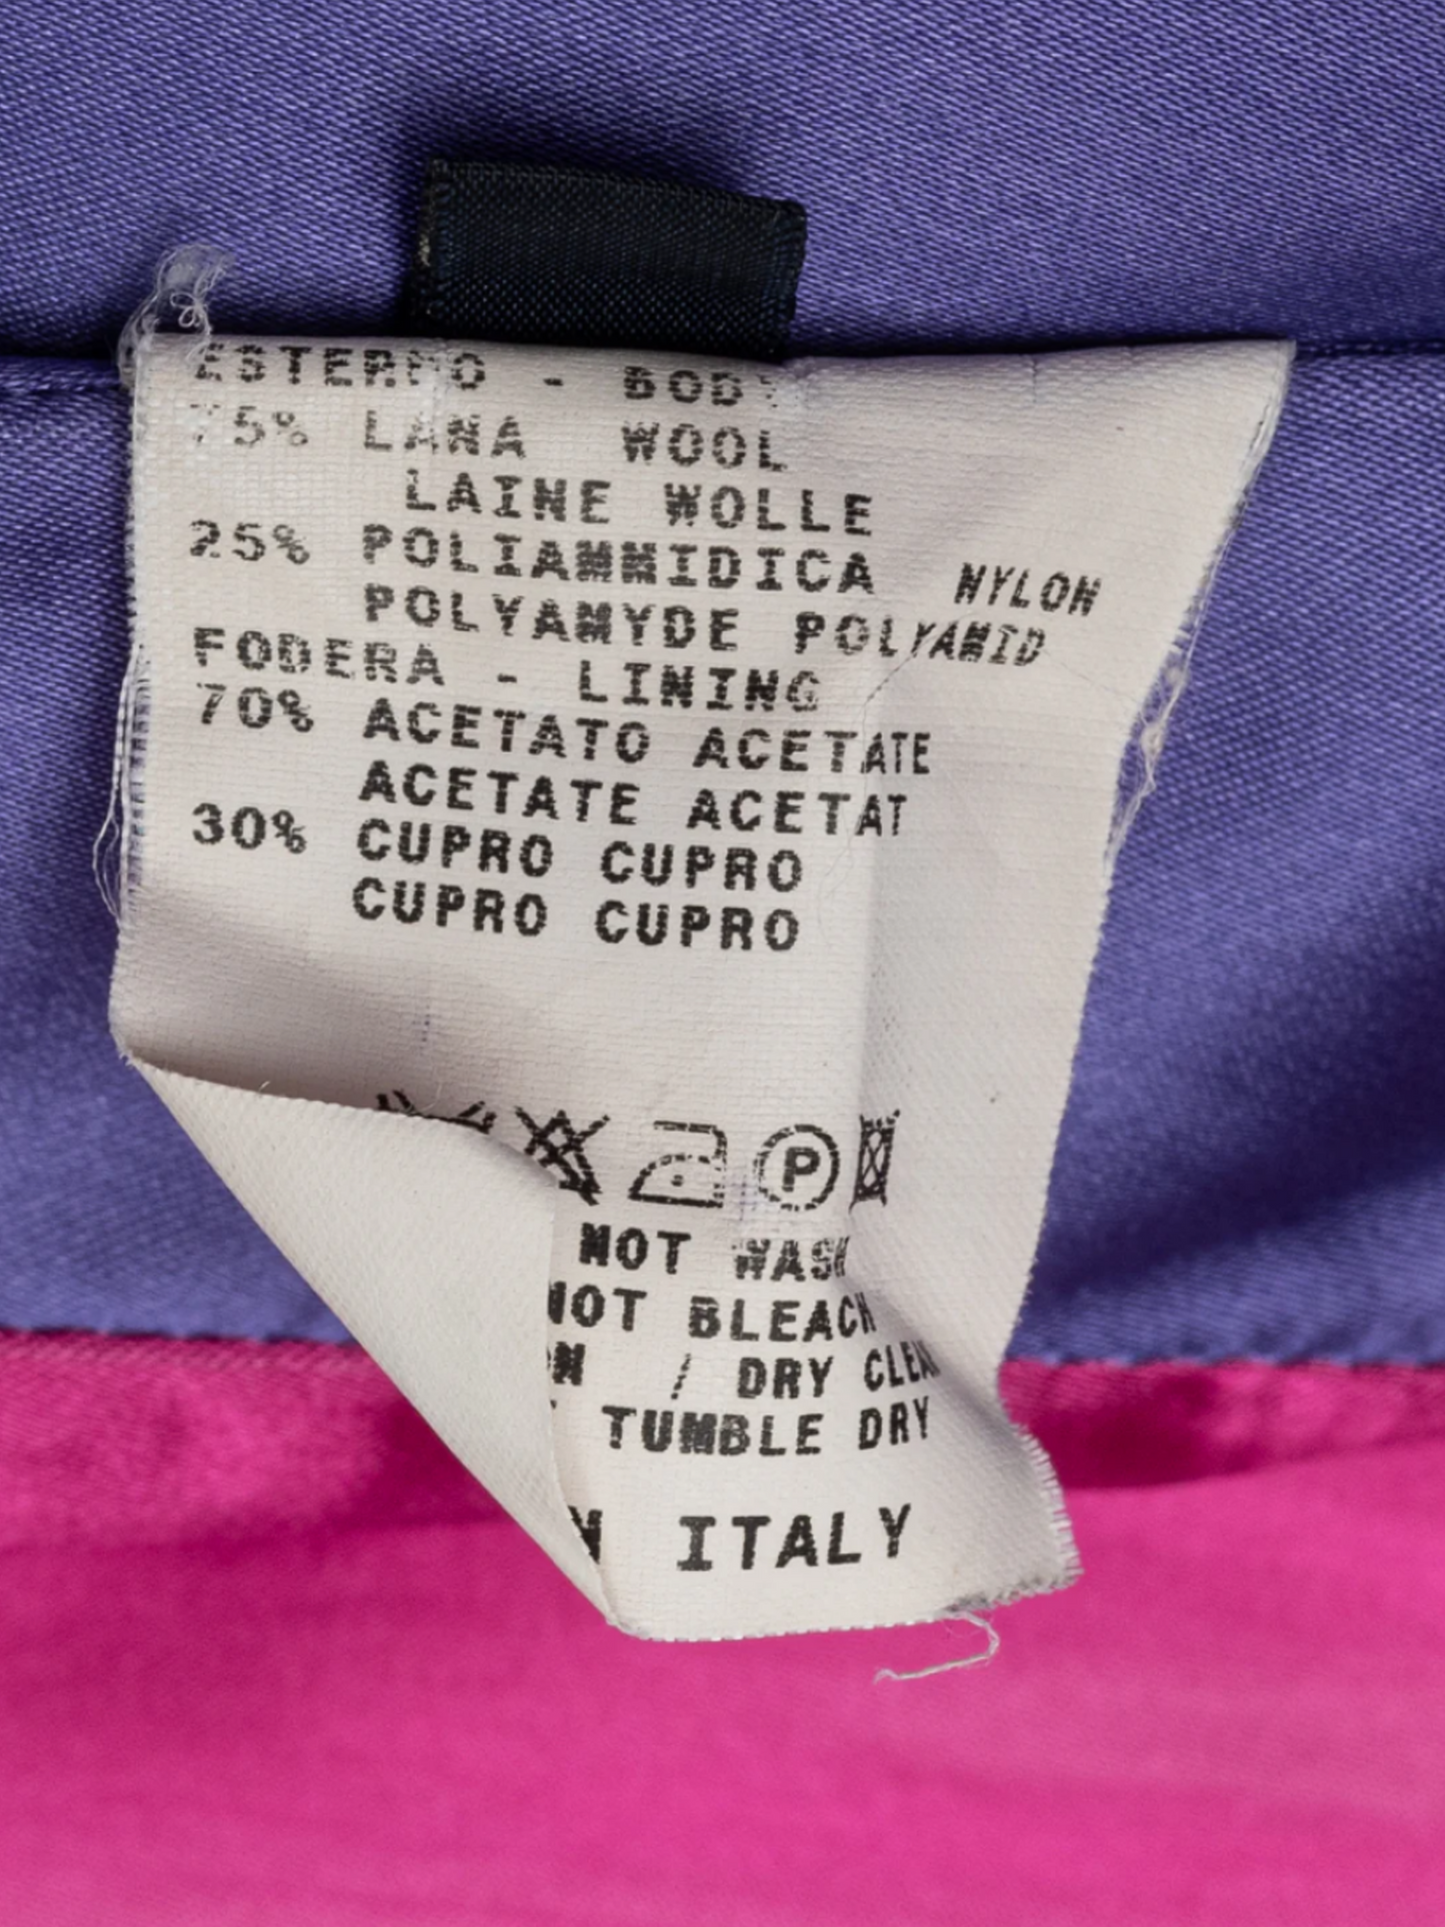 ESTERNO - BODY
75% LANA WOOL
LAINE WOLLE
25% POLIAMMIDICA NYLON
POLYAMYDE POLYAMID
FODERA - LINING
70% ACETATO ACETATE
ACETATE ACETAT
30% CUPRO CUPRO
CUPRO CUPRO
P
NOT WASH
NOT BLEACH
/ DRY CLEAN
TUMBLE DRY
ITALY